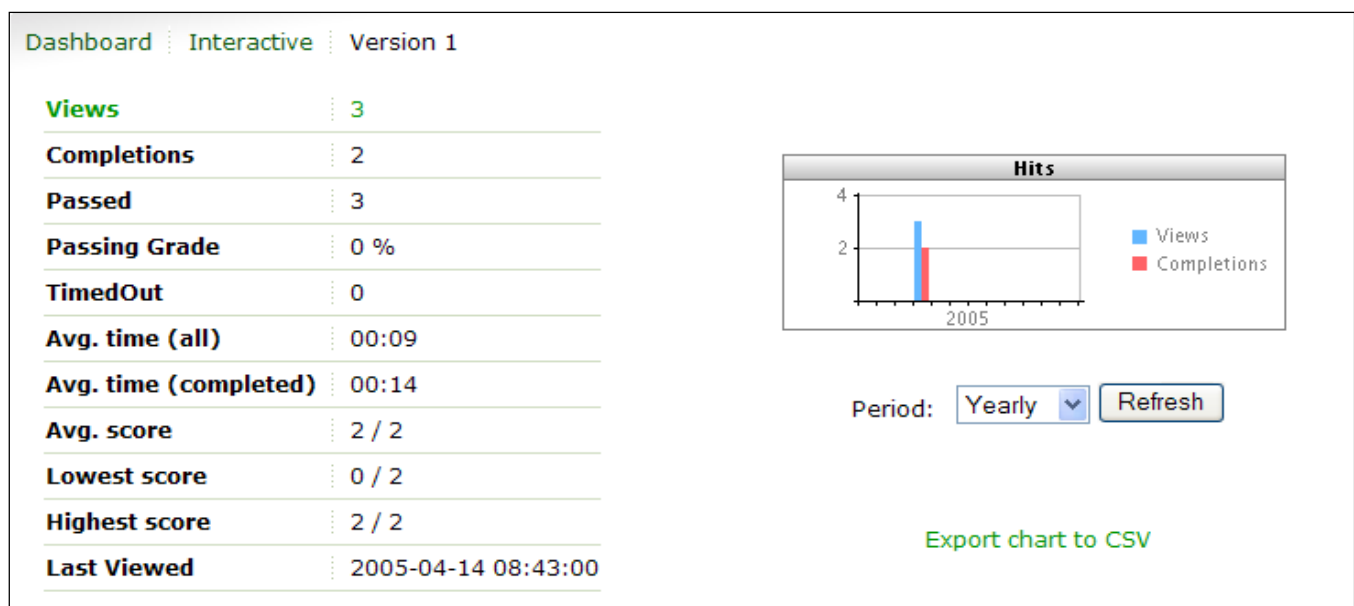 Dashboard Interactive Version 1
Views 3
Completions 2
Passed 3
Passing Grade 0 %
TimedOut 0
Avg. time (all) 00:09
Avg. time (completed) 00:14
Avg. score 2 / 2
Lowest score 0 / 2
Highest score 2 / 2
Last Viewed 2005-04-14 08:43:00
Hits
4
2
2005
Views
Completions
Period: Yearly Refresh
Export chart to CSV